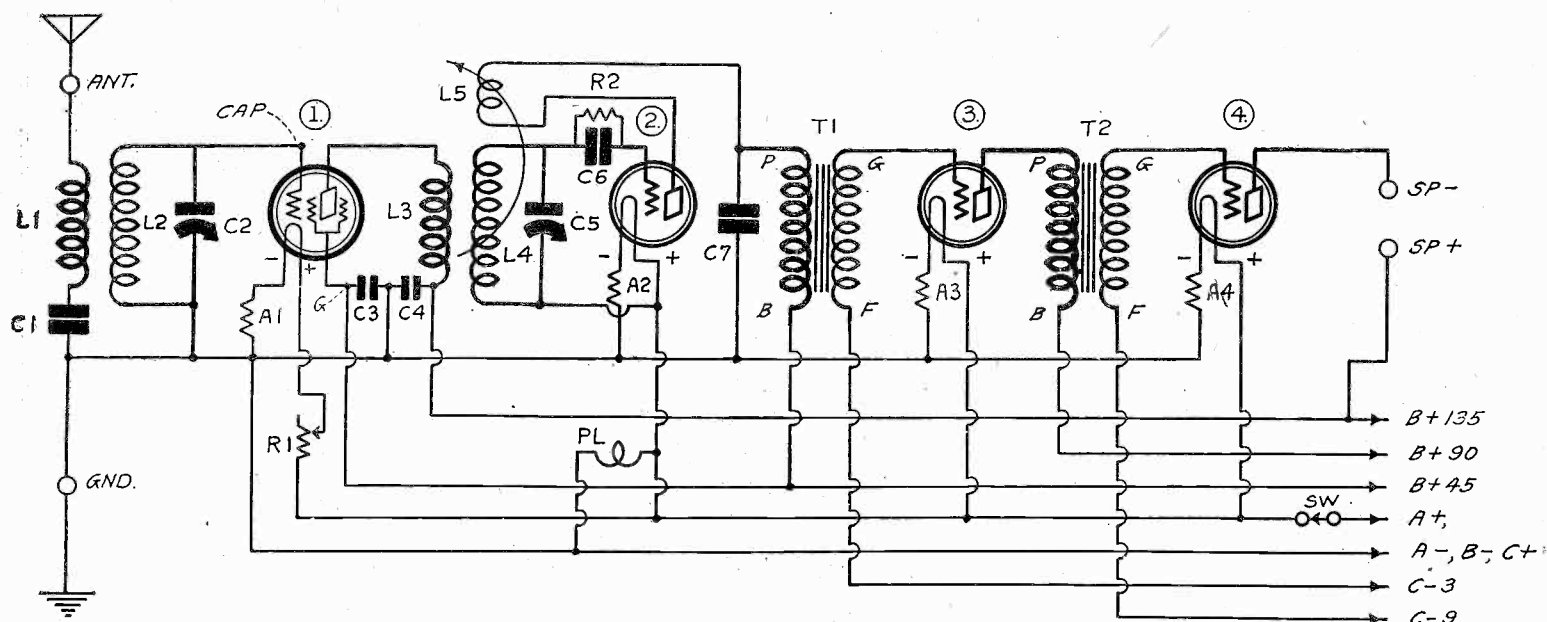 ANT.
CAP
1.
L5
R2
2.
T1
3.
T2
4.
P
G
P
G
C6
SP-
L1
L2
C2
L3
C5
L4
C7
SP+
-
+
-
+
-
+
-
+
C1
A1
G
C3
C4
A2
B
F
A3
B
F
A4
R1
PL
B+135
B+90
GND.
B+45
SW
A+,
A-, B-, C+
C-3
C-9